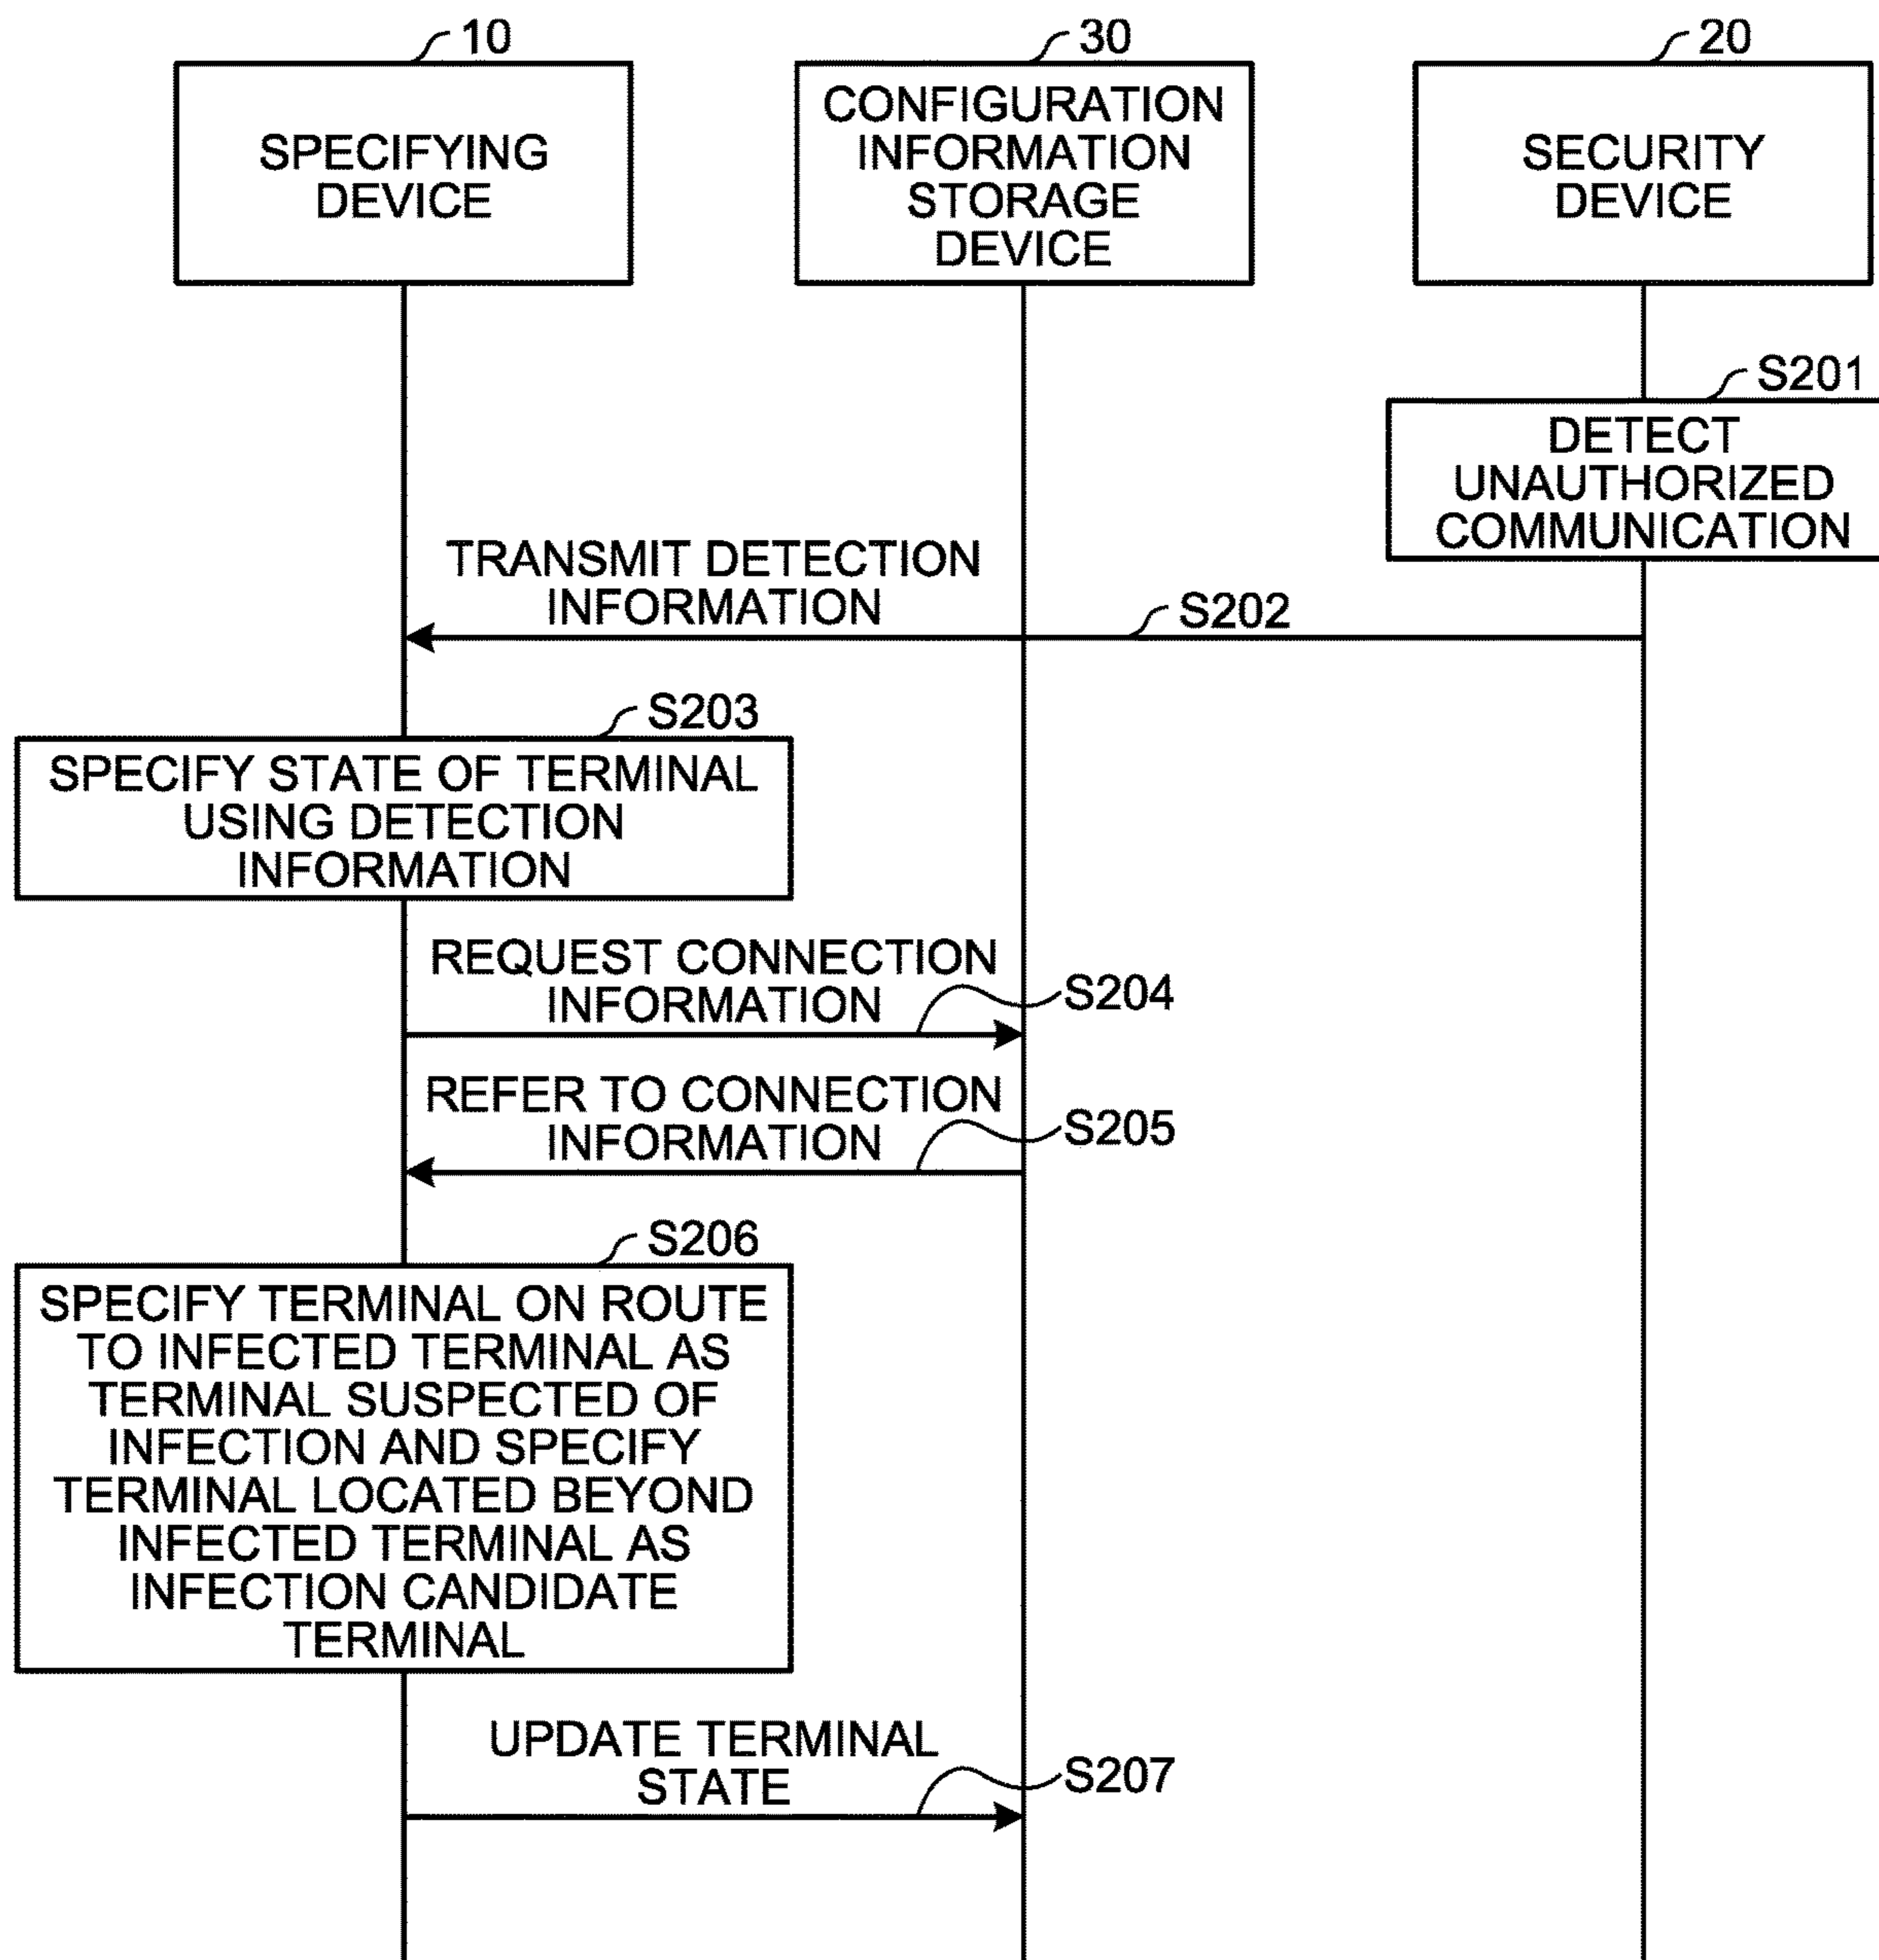 10
30
20
SPECIFYING
DEVICE
CONFIGURATION
INFORMATION
STORAGE
DEVICE
SECURITY
DEVICE
S201
DETECT
UNAUTHORIZED
COMMUNICATION
TRANSMIT DETECTION
INFORMATION
S202
S203
SPECIFY STATE OF TERMINAL
USING DETECTION
INFORMATION
REQUEST CONNECTION
INFORMATION
S204
REFER TO CONNECTION
INFORMATION
S205
S206
SPECIFY TERMINAL ON ROUTE
TO INFECTED TERMINAL AS
TERMINAL SUSPECTED OF
INFECTION AND SPECIFY
TERMINAL LOCATED BEYOND
INFECTED TERMINAL AS
INFECTION CANDIDATE
TERMINAL
UPDATE TERMINAL
STATE
S207